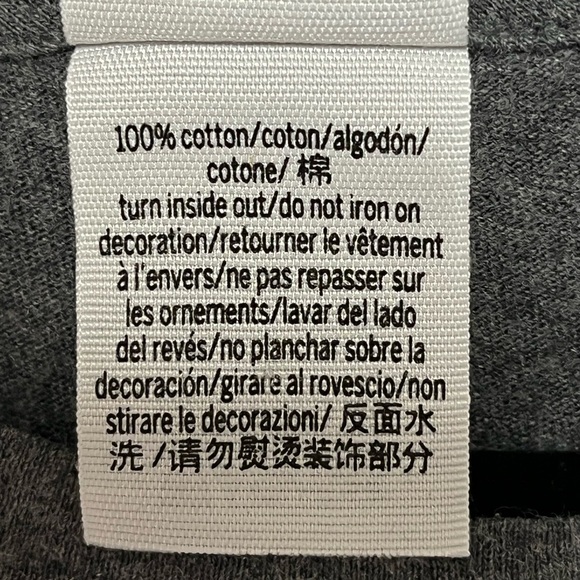 100% cotton/coton/algodón/
cotone/ 棉
turn inside out/do not iron on
decoration/retourner le vêtement
à l'envers/ne pas repasser sur
les ornements/lavar del lado
del revés/no planchar sobre la
decoración/girare al rovescio/non
stirare le decorazioni/ 反面水
洗 /请勿熨烫装饰部分